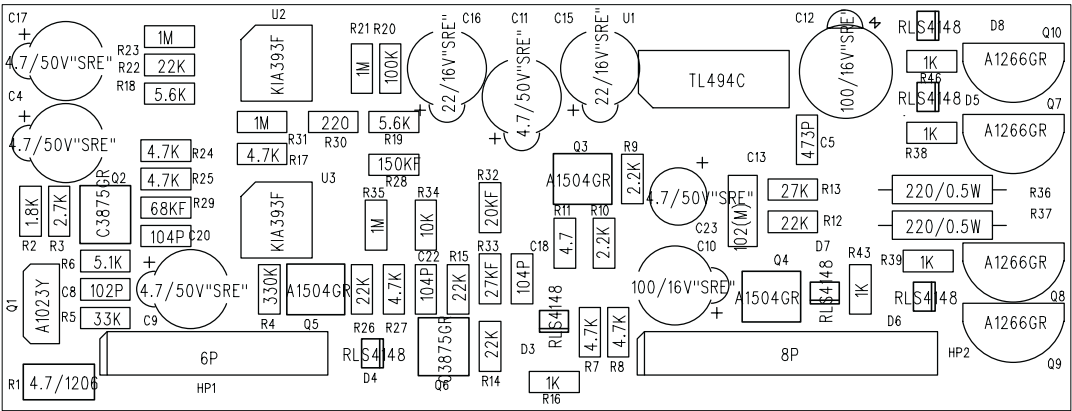 C17
4.7/50V"SRE"
R23
1M
R22
22K
R18
5.6K
U2
KIA393F
R21
R20
1M
100K
C16
22/16V"SRE"
C11
4.7/50V"SRE"
C15
22/16V"SRE"
U1
TL494C
C12
100/16V"SRE"
RLS4148
D8
Q10
1K
A1266GR
R46
RLS4148
D5
Q7
1K
A1266GR
R38
C4
4.7/50V"SRE"
1M
R31
220
R30
5.6K
R19
473P
C5
4.7K
R24
4.7K
R17
150KF
R28
Q3
A1504GR
R9
2.2K
C13
102(M)
4.7K
R25
Q2
C3875GR
U3
KIA393F
R35
1M
R34
10K
R32
20KF
4.7/50V"SRE"
C23
27K
R13
22K
R12
220/0.5W
R36
220/0.5W
R37
1.8K
R2
2.7K
R3
68KF
R29
104P
C20
R11
4.7
R10
2.2K
R6
5.1K
C8
102P
R5
33K
4.7/50V"SRE"
C9
330K
R4
A1504GR
Q5
22K
R26
4.7K
R27
C22
104P
R15
22K
R33
27KF
C18
104P
C10
100/16V"SRE"
Q4
A1504GR
D7
RLS4148
R43
1K
R39
1K
RLS4148
D6
A1266GR
Q8
A1266GR
Q9
Q1
A1023Y
R1
4.7/1206
6P
HP1
RLS4148
D4
C3875GR
Q6
22K
R14
RLS4148
D3
1K
R16
4.7K
R7
4.7K
R8
8P
HP2